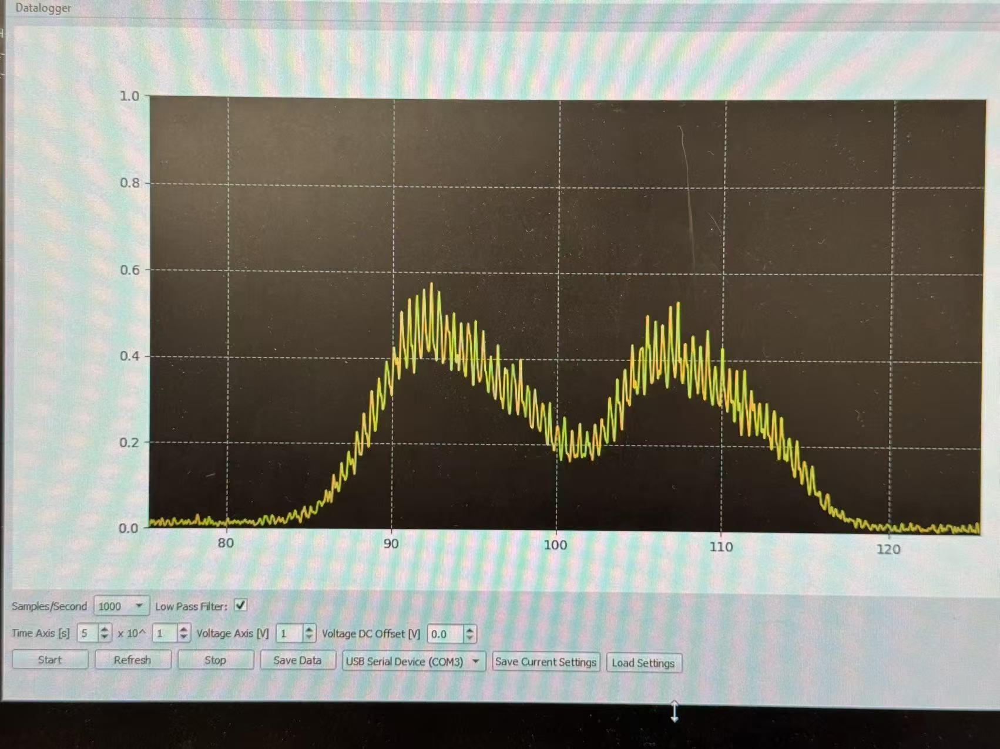 Datalogger
1.0
0.8
0.6
0.4
0.2
0.0
80 90 100 110 120
Samples/Second 1000 Low Pass Filter:
Time Axis [s] 5 x 10^ 1 Voltage Axis [V] 1 Voltage DC Offset [V] 0.0
Start Refresh Stop Save Data USB Serial Device (COM3) Save Current Settings Load Settings